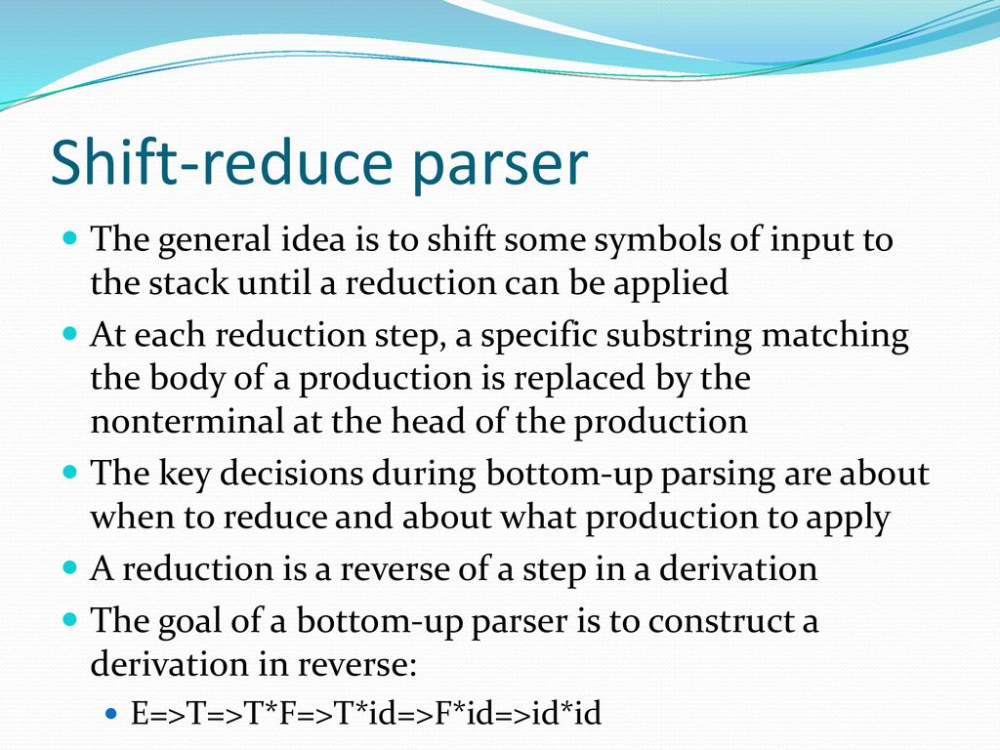 Shift-reduce parser
The general idea is to shift some symbols of input to
the stack until a reduction can be applied
At each reduction step, a specific substring matching
the body of a production is replaced by the
nonterminal at the head of the production
The key decisions during bottom-up parsing are about
when to reduce and about what production to apply
A reduction is a reverse of a step in a derivation
The goal of a bottom-up parser is to construct a
derivation in reverse:
E=>T=>T*F=>T*id=>F*id=>id*id